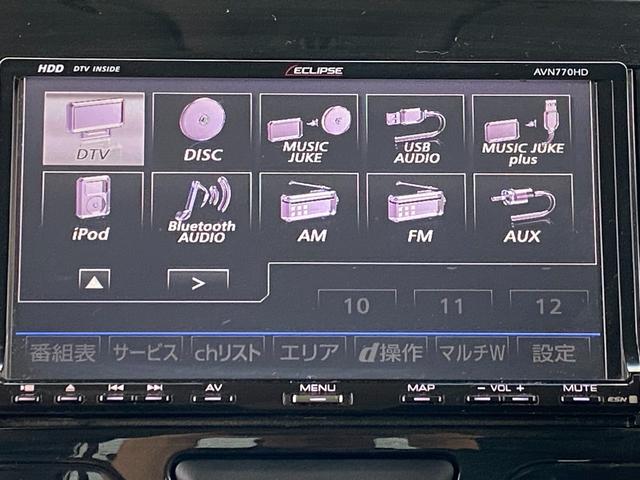 HDD DTV INSIDE ECLIPSE AVN770HD
DTV DISC MUSIC JUKE USB AUDIO MUSIC JUKE plus
iPod Bluetooth AUDIO AM FM AUX
>
10 11 12
番組表 サービス chリスト エリア d操作 マルチW 設定
AV MENU MAP － VOL ＋ MUTE
ESN